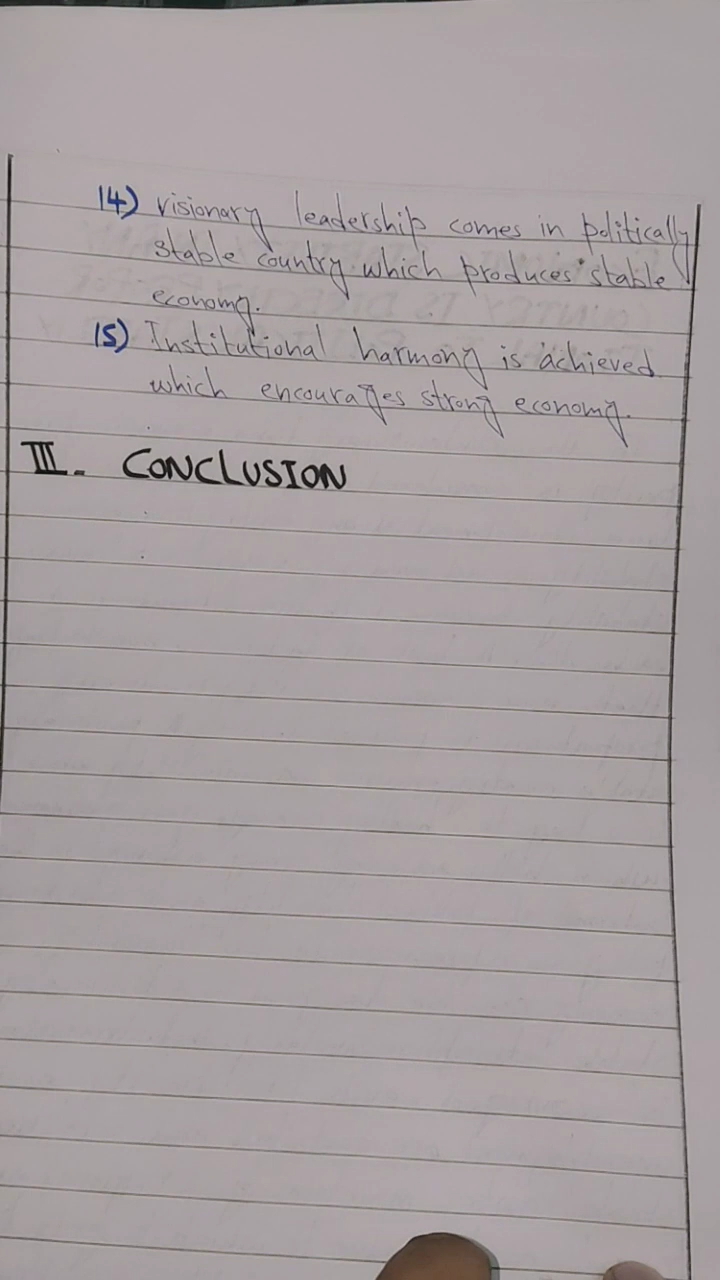 14) visionary leadership comes in politically
stable country which produces stable
economy.
15) Institutional harmony is achieved
which encourages strong economy.
III. CONCLUSION